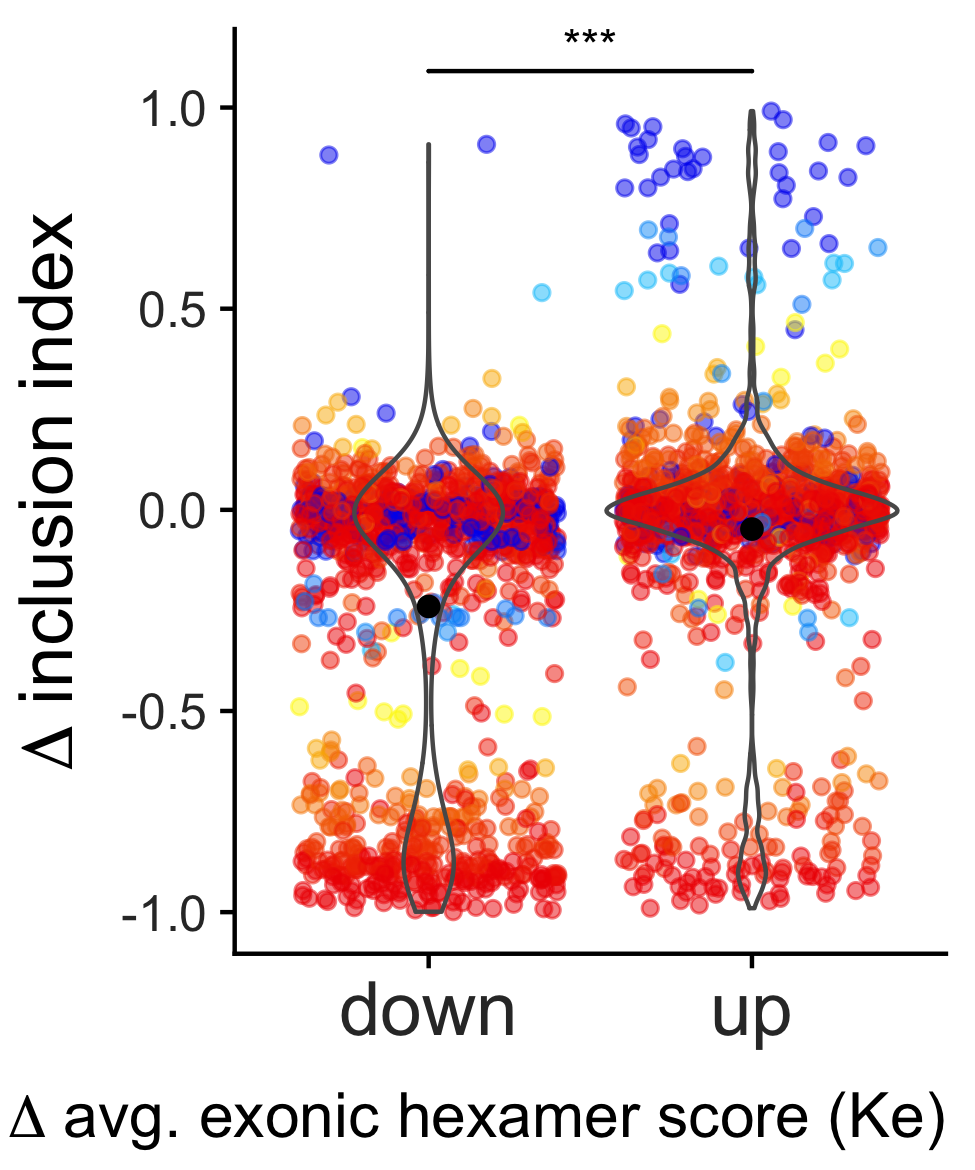 ***
Δ inclusion index
1.0
0.5
0.0
-0.5
-1.0
down up
Δ avg. exonic hexamer score (Ke)